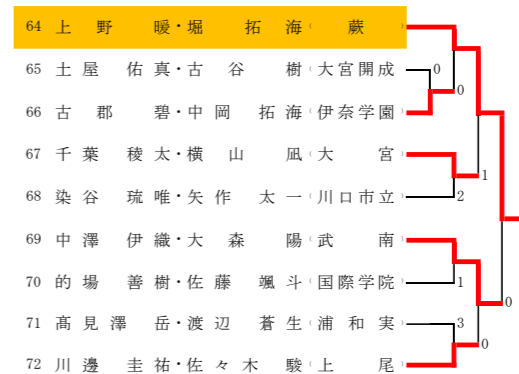 64 上野 暖・堀 拓海（蕨）
65 土屋 佑真・古谷 樹（大宮開成）
0
0
66 古郡 碧・中岡 拓海（伊奈学園）
67 千葉 稜太・横山 凪（大宮）
1
68 染谷 琉唯・矢作 太一（川口市立）
2
69 中澤 伊織・大森 陽（武南）
70 的場 善樹・佐藤 颯斗（国際学院）
1
0
71 髙見澤 岳・渡辺 蒼生（浦和実）
3
0
72 川邊 圭祐・佐々木 駿（上尾）